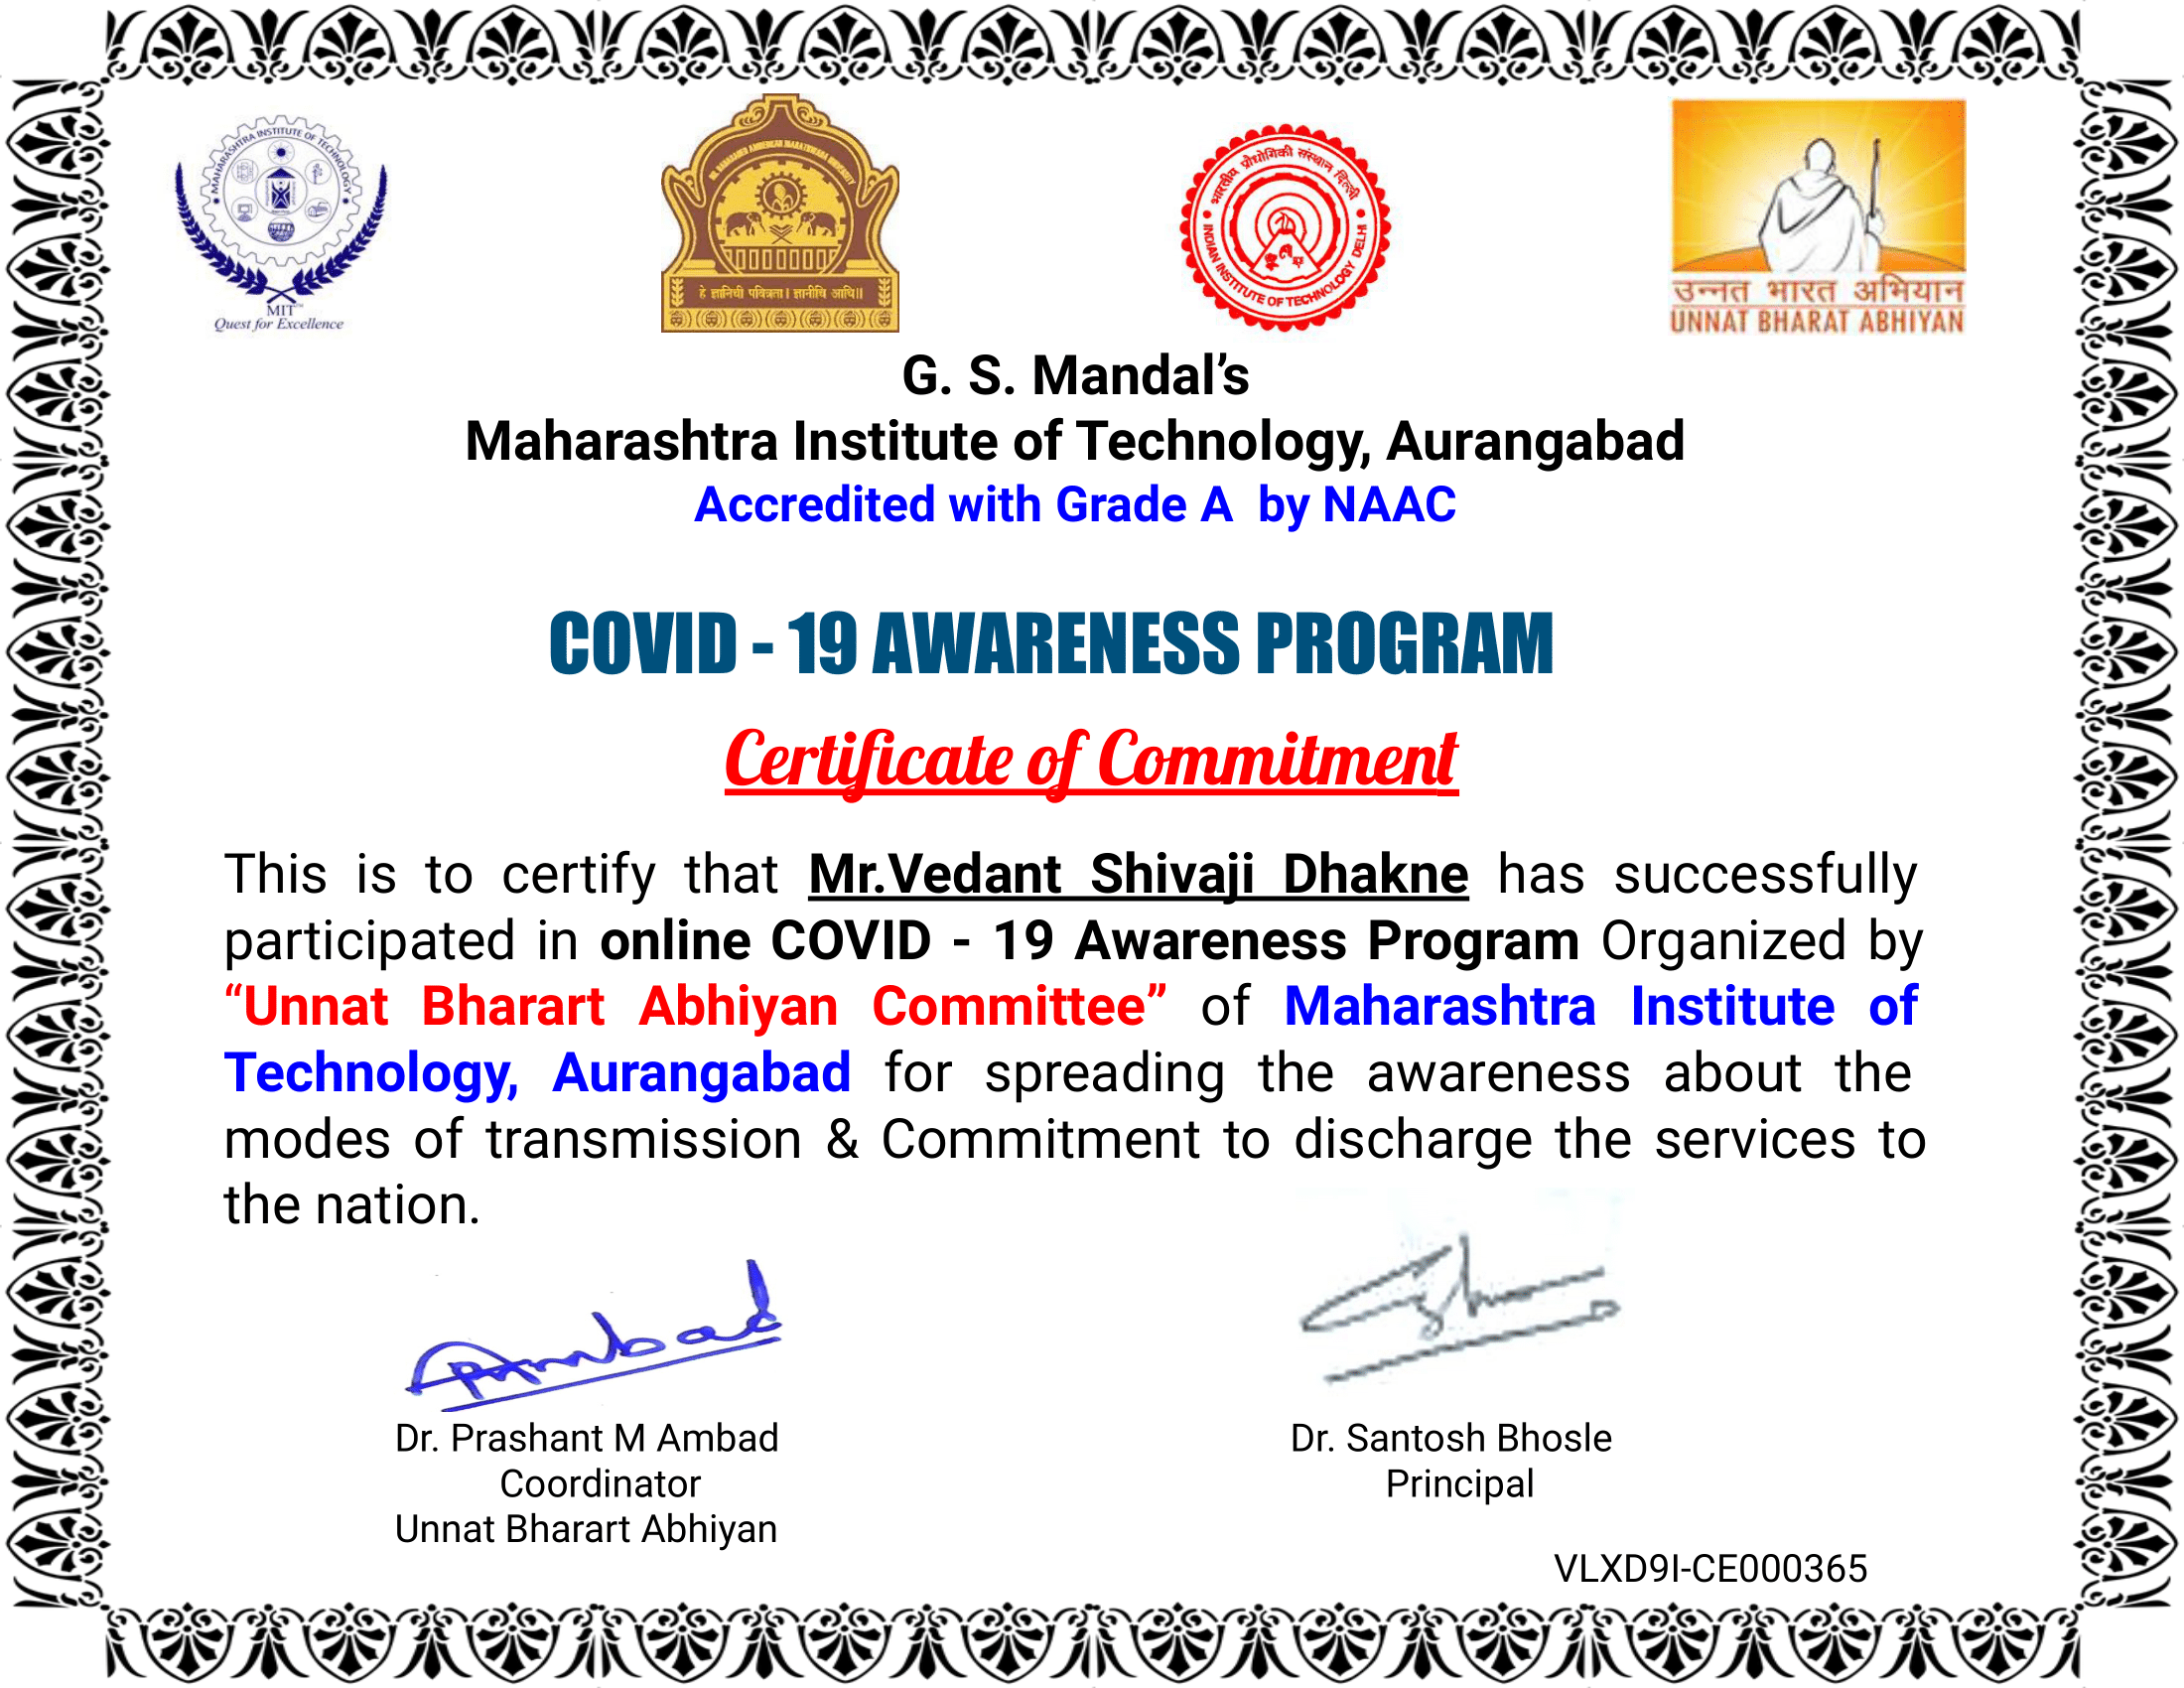 MAHARASHTRA INSTITUTE OF TECHNOLOGY
MIT
Quest for Excellence
हे ज्ञानिची पवित्रता। ज्ञानीचि आथि॥
भारतीय प्रौद्योगिकी संस्थान दिल्ली
INDIAN INSTITUTE OF TECHNOLOGY DELHI
उन्नत भारत अभियान
UNNAT BHARAT ABHIYAN
G. S. Mandal’s
Maharashtra Institute of Technology, Aurangabad
Accredited with Grade A by NAAC
COVID - 19 AWARENESS PROGRAM
Certificate of Commitment
This is to certify that Mr.Vedant Shivaji Dhakne has successfully
participated in online COVID - 19 Awareness Program Organized by
“Unnat Bharart Abhiyan Committee” of Maharashtra Institute of
Technology, Aurangabad for spreading the awareness about the
modes of transmission & Commitment to discharge the services to
the nation.
Dr. Prashant M Ambad
Coordinator
Unnat Bharart Abhiyan
Dr. Santosh Bhosle
Principal
VLXD9I-CE000365